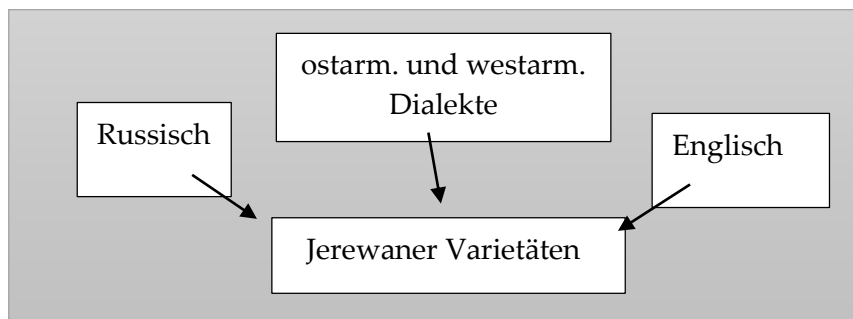 ostarm. und westarm.
Dialekte
Russisch
Englisch
Jerewaner Varietäten